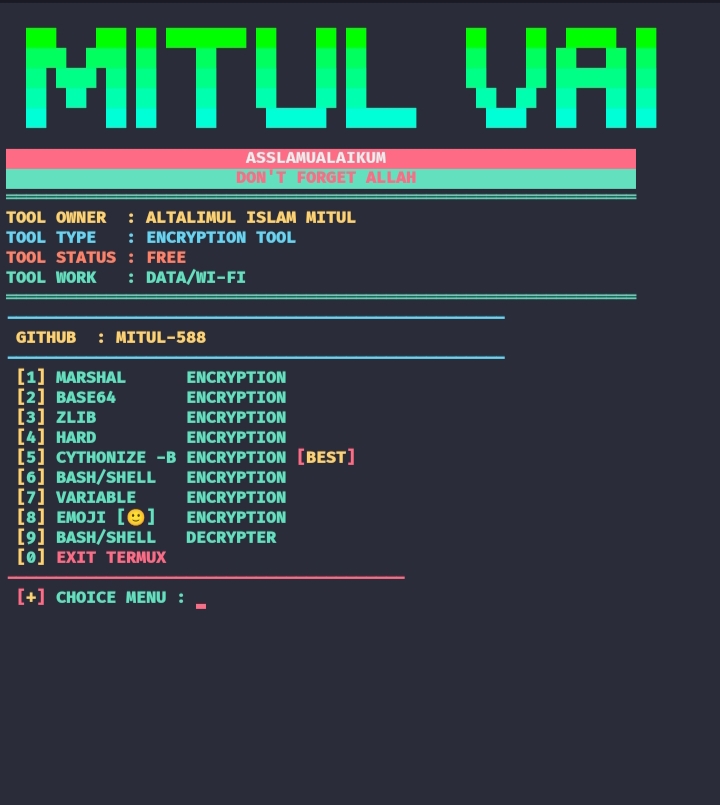 MITUL VAI
ASSLAMUALAIKUM
DON'T FORGET ALLAH
TOOL OWNER : ALTALIMUL ISLAM MITUL
TOOL TYPE : ENCRYPTION TOOL
TOOL STATUS : FREE
TOOL WORK : DATA/WI-FI
GITHUB : MITUL-588
[1] MARSHAL ENCRYPTION
[2] BASE64 ENCRYPTION
[3] ZLIB ENCRYPTION
[4] HARD ENCRYPTION
[5] CYTHONIZE -B ENCRYPTION [BEST]
[6] BASH/SHELL ENCRYPTION
[7] VARIABLE ENCRYPTION
[8] EMOJI [🙂] ENCRYPTION
[9] BASH/SHELL DECRYPTER
[0] EXIT TERMUX
[+] CHOICE MENU : _